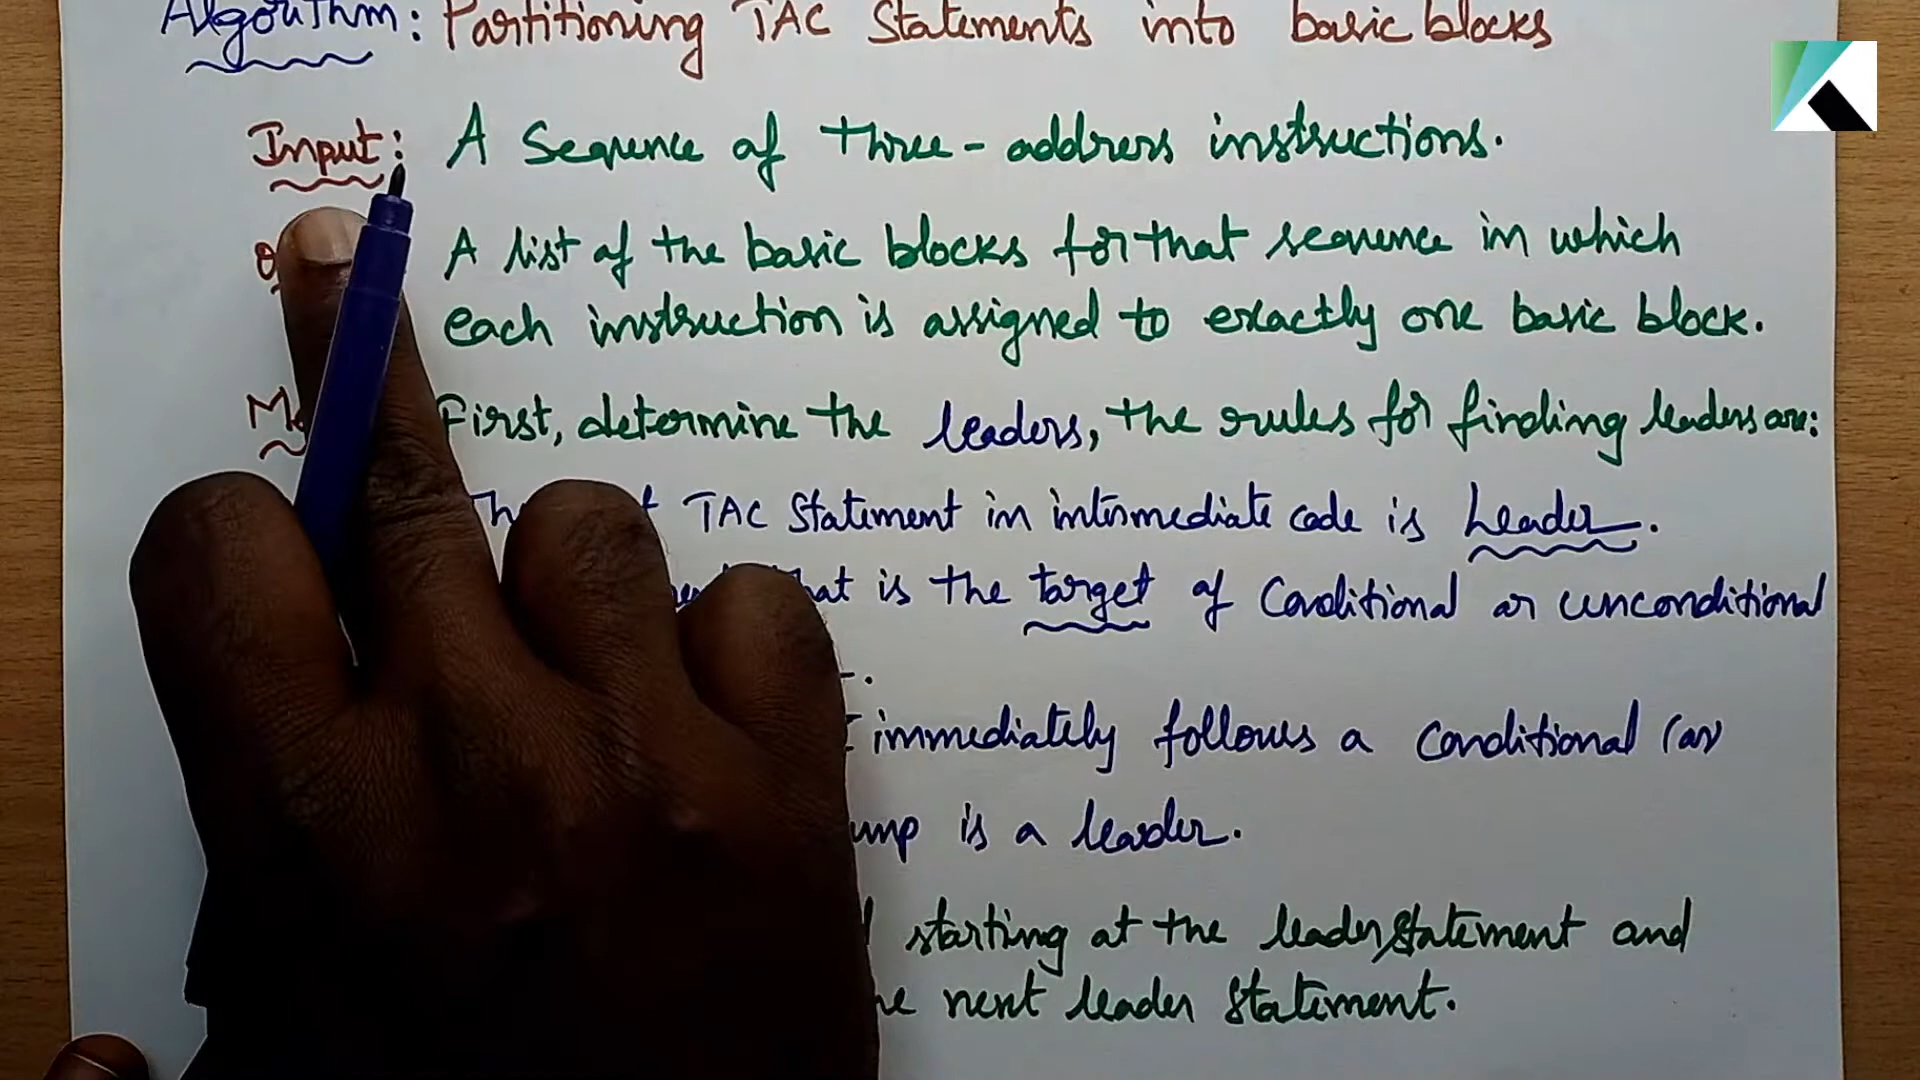 Algorithm: Partitioning TAC Statements into basic blocks
Input: A Sequence of three-address instructions.
A list of the basic blocks for that sequence in which
each instruction is assigned to exactly one basic block.
First, determine the leaders, the rules for finding leaders are:
TAC Statement in intermediate code is Leader.
is the target of Conditional or unconditional
immediately follows a conditional (or)
is a leader.
starting at the leader statement and
next leader statement.